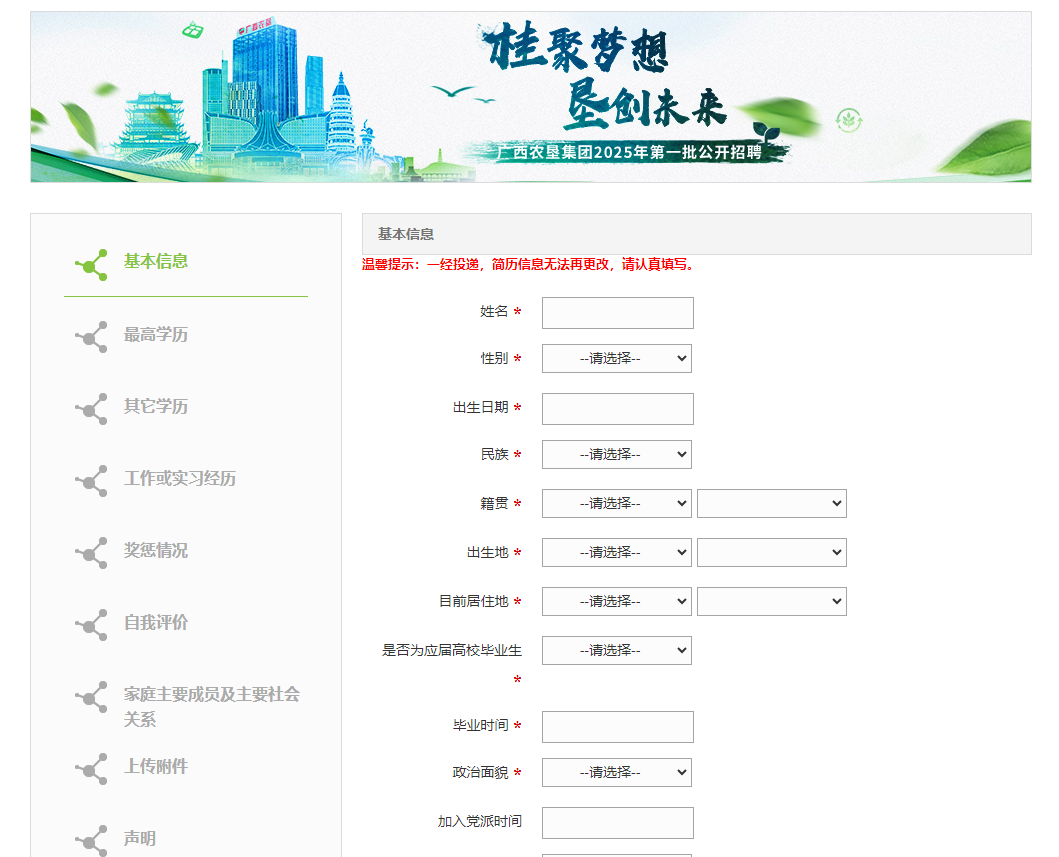 广西农垦
桂聚梦想
垦创未来
广西农垦集团2025年第一批公开招聘
基本信息
最高学历
其它学历
工作或实习经历
奖惩情况
自我评价
家庭主要成员及主要社会
关系
上传附件
声明
基本信息
温馨提示：一经投递，简历信息无法再更改，请认真填写。
姓名 *
性别 * --请选择--
出生日期 *
民族 * --请选择--
籍贯 * --请选择--
出生地 * --请选择--
目前居住地 * --请选择--
是否为应届高校毕业生 --请选择--
*
毕业时间 *
政治面貌 * --请选择--
加入党派时间